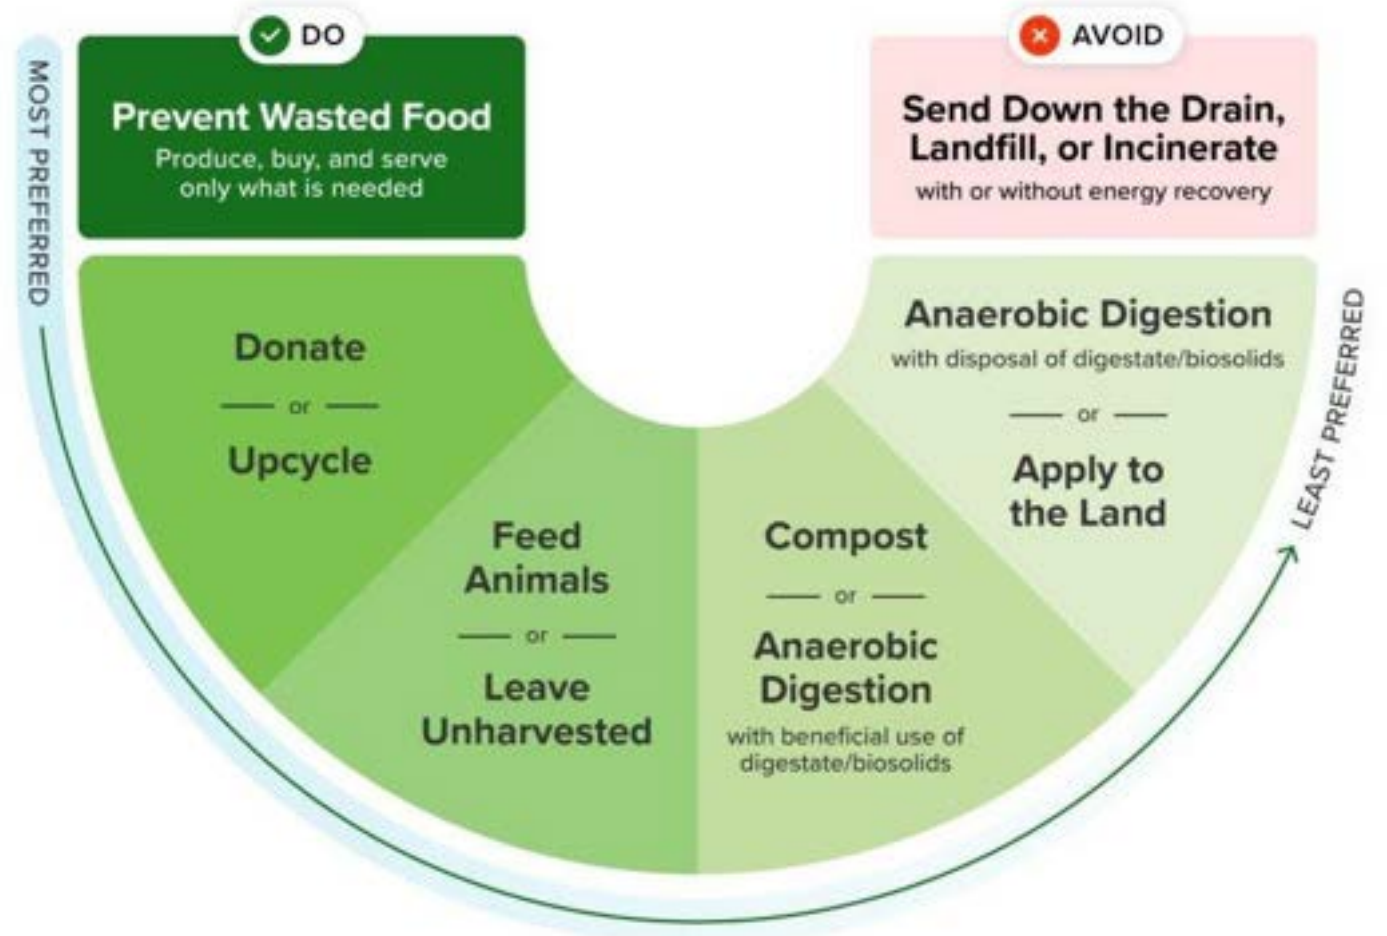 DO
MOST PREFERRED
Prevent Wasted Food
Produce, buy, and serve
only what is needed
Donate
or
Upcycle
Feed
Animals
or
Leave
Unharvested
Compost
or
Anaerobic
Digestion
with beneficial use of
digestate/biosolids
Anaerobic Digestion
with disposal of digestate/biosolids
or
Apply to
the Land
LEAST PREFERRED
AVOID
Send Down the Drain,
Landfill, or Incinerate
with or without energy recovery